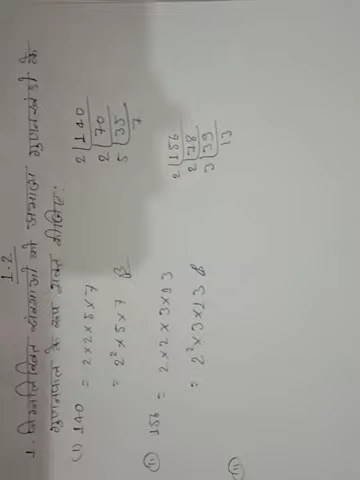 1.2
1. निम्नलिखित संख्याओं को अभाज्य गुणनखंडों के
गुणनफल के रूप व्यक्त कीजिए:
(i) 140 = 2×2×5×7
= 2²×5×7
2 | 140
2 | 70
5 | 35
7
(ii) 156 = 2×2×3×13
= 2²×3×13
2 | 156
2 | 78
3 | 39
13
(iii)